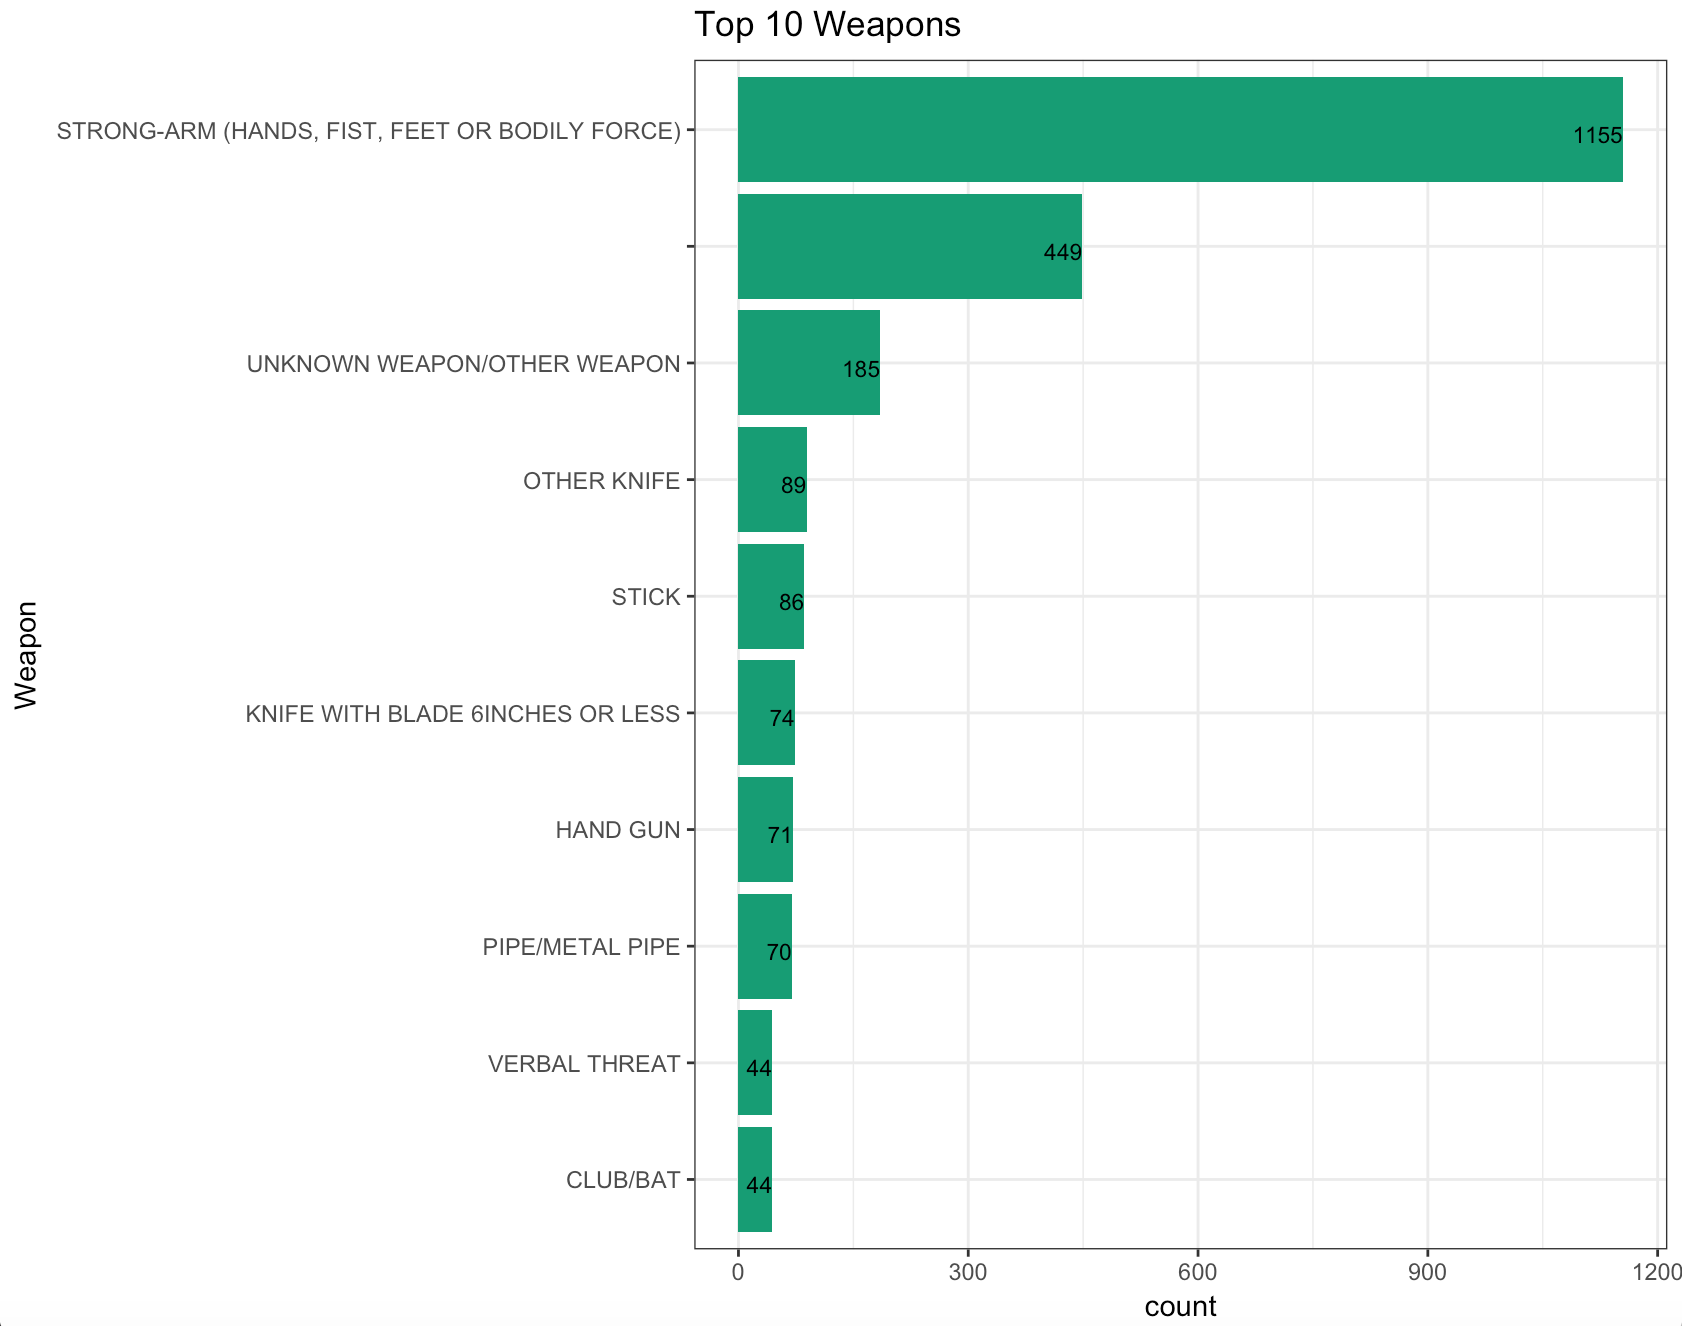 Top 10 Weapons
STRONG-ARM (HANDS, FIST, FEET OR BODILY FORCE)
1155
449
UNKNOWN WEAPON/OTHER WEAPON
185
OTHER KNIFE
89
STICK
86
KNIFE WITH BLADE 6INCHES OR LESS
74
HAND GUN
71
PIPE/METAL PIPE
70
VERBAL THREAT
44
CLUB/BAT
44
Weapon
0 300 600 900 1200
count